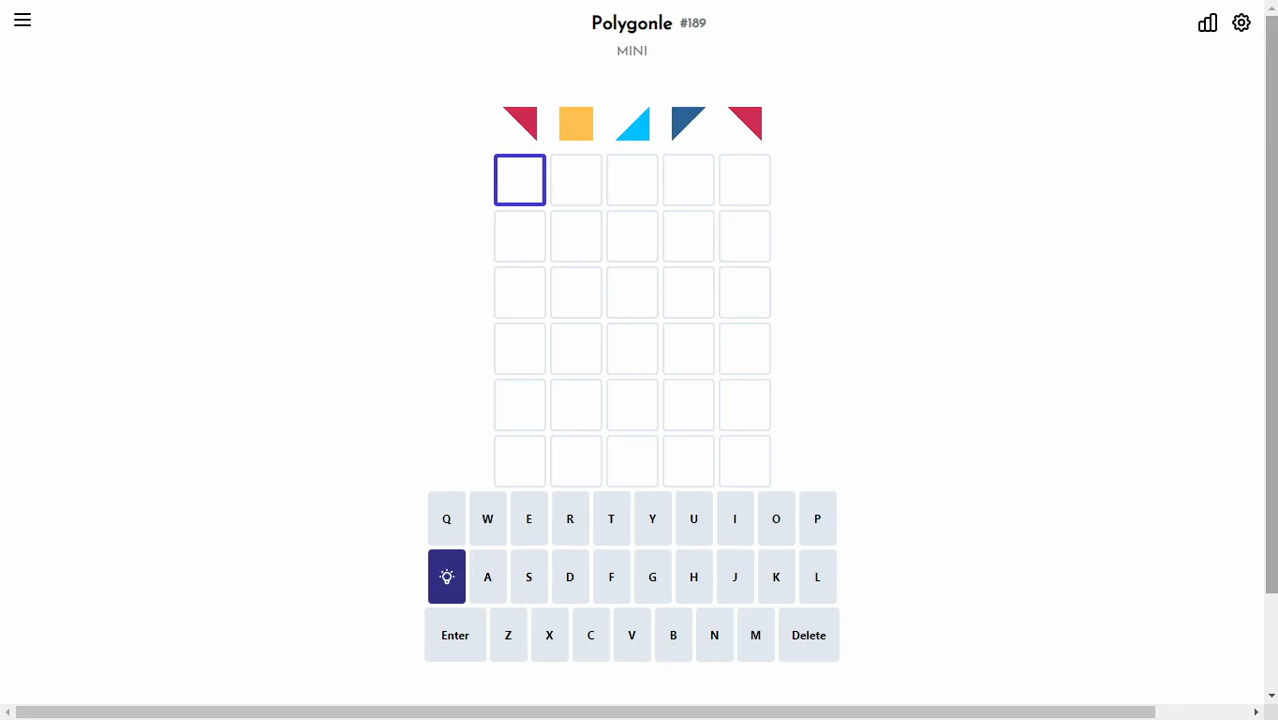 Polygonle #189
MINI
Q W E R T Y U I O P
A S D F G H J K L
Enter Z X C V B N M Delete